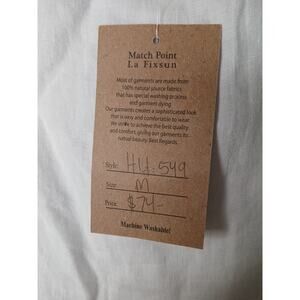 Match Point
La Fixsun
Most of garments are made from
100% natural source fabrics
that has special washing process
and garment dying
Our garments creates a sophisticated look
that is easy and comfortable to wear.
We strive to achieve the best quality
and comfort, giving our garments its
natural beauty. Best Regards.
Style: HLL-549
Size: M
Price: $74-
Machine Washable!